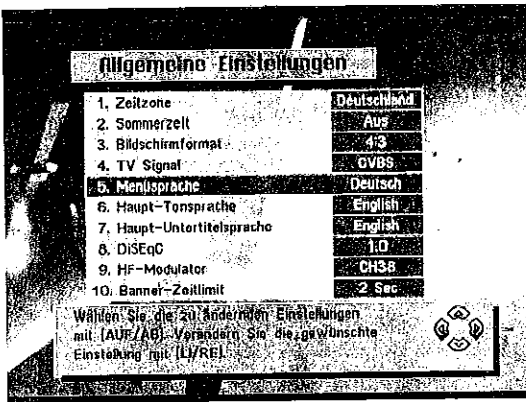 Allgemeine Einstellungen
1. Zeitzone Deutschland
2. Sommerzeit Aus
3. Bildschirmformat 4:3
4. TV Signal CVBS
5. Menüsprache Deutsch
6. Haupt-Tonsprache English
7. Haupt-Untertitelsprache English
8. DiSEqC 1.0
9. HF-Modulator CH38
10. Banner-Zeitlimit 2 Sec
Wählen Sie die zu ändernden Einstellungen
mit [AUF/AB]. Verändern Sie die gewünschte
Einstellung mit [LI/RE].